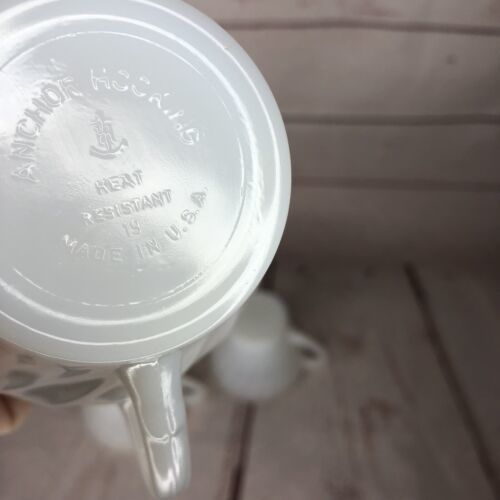 ANCHOR HOCKING
HEAT
RESISTANT
19
MADE IN U.S.A.